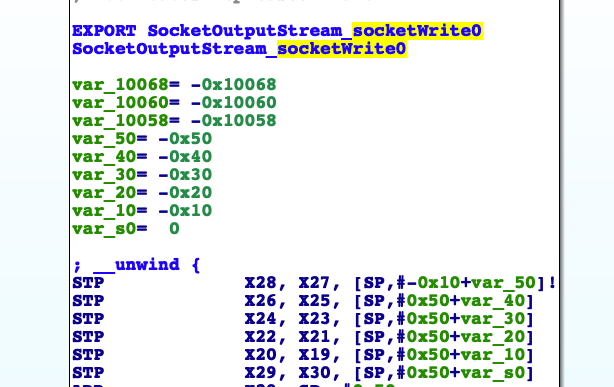 EXPORT SocketOutputStream_socketWrite0
SocketOutputStream_socketWrite0
var_10068= -0x10068
var_10060= -0x10060
var_10058= -0x10058
var_50= -0x50
var_40= -0x40
var_30= -0x30
var_20= -0x20
var_10= -0x10
var_s0= 0
; __unwind {
STP X28, X27, [SP,#-0x10+var_50]!
STP X26, X25, [SP,#0x50+var_40]
STP X24, X23, [SP,#0x50+var_30]
STP X22, X21, [SP,#0x50+var_20]
STP X20, X19, [SP,#0x50+var_10]
STP X29, X30, [SP,#0x50+var_s0]